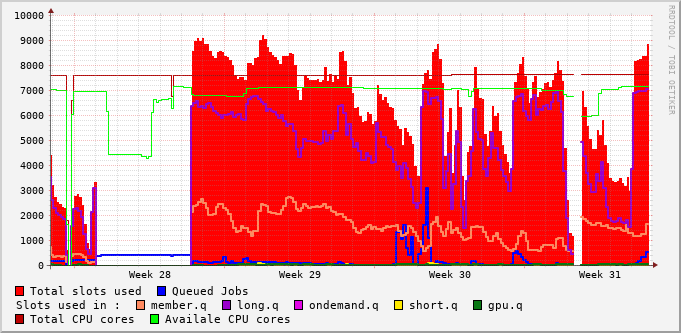 10000
9000
8000
7000
6000
5000
4000
3000
2000
1000
0
Week 28 Week 29 Week 30 Week 31
RRDTOOL / TOBI OETIKER
Total slots used Queued Jobs
Slots used in : member.q long.q ondemand.q short.q gpu.q
Total CPU cores Availale CPU cores